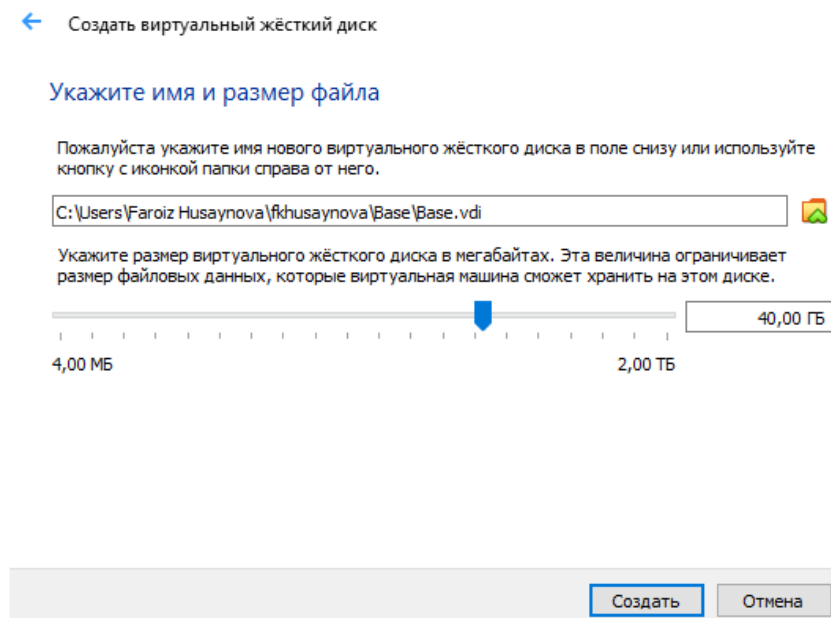 Создать виртуальный жёсткий диск
Укажите имя и размер файла
Пожалуйста укажите имя нового виртуального жёсткого диска в поле снизу или используйте
кнопку с иконкой папки справа от него.
C:\Users\Faroiz Husaynova\fkhusaynova\Base\Base.vdi
Укажите размер виртуального жёсткого диска в мегабайтах. Эта величина ограничивает
размер файловых данных, которые виртуальная машина сможет хранить на этом диске.
40,00 ГБ
4,00 МБ
2,00 ТБ
Создать
Отмена